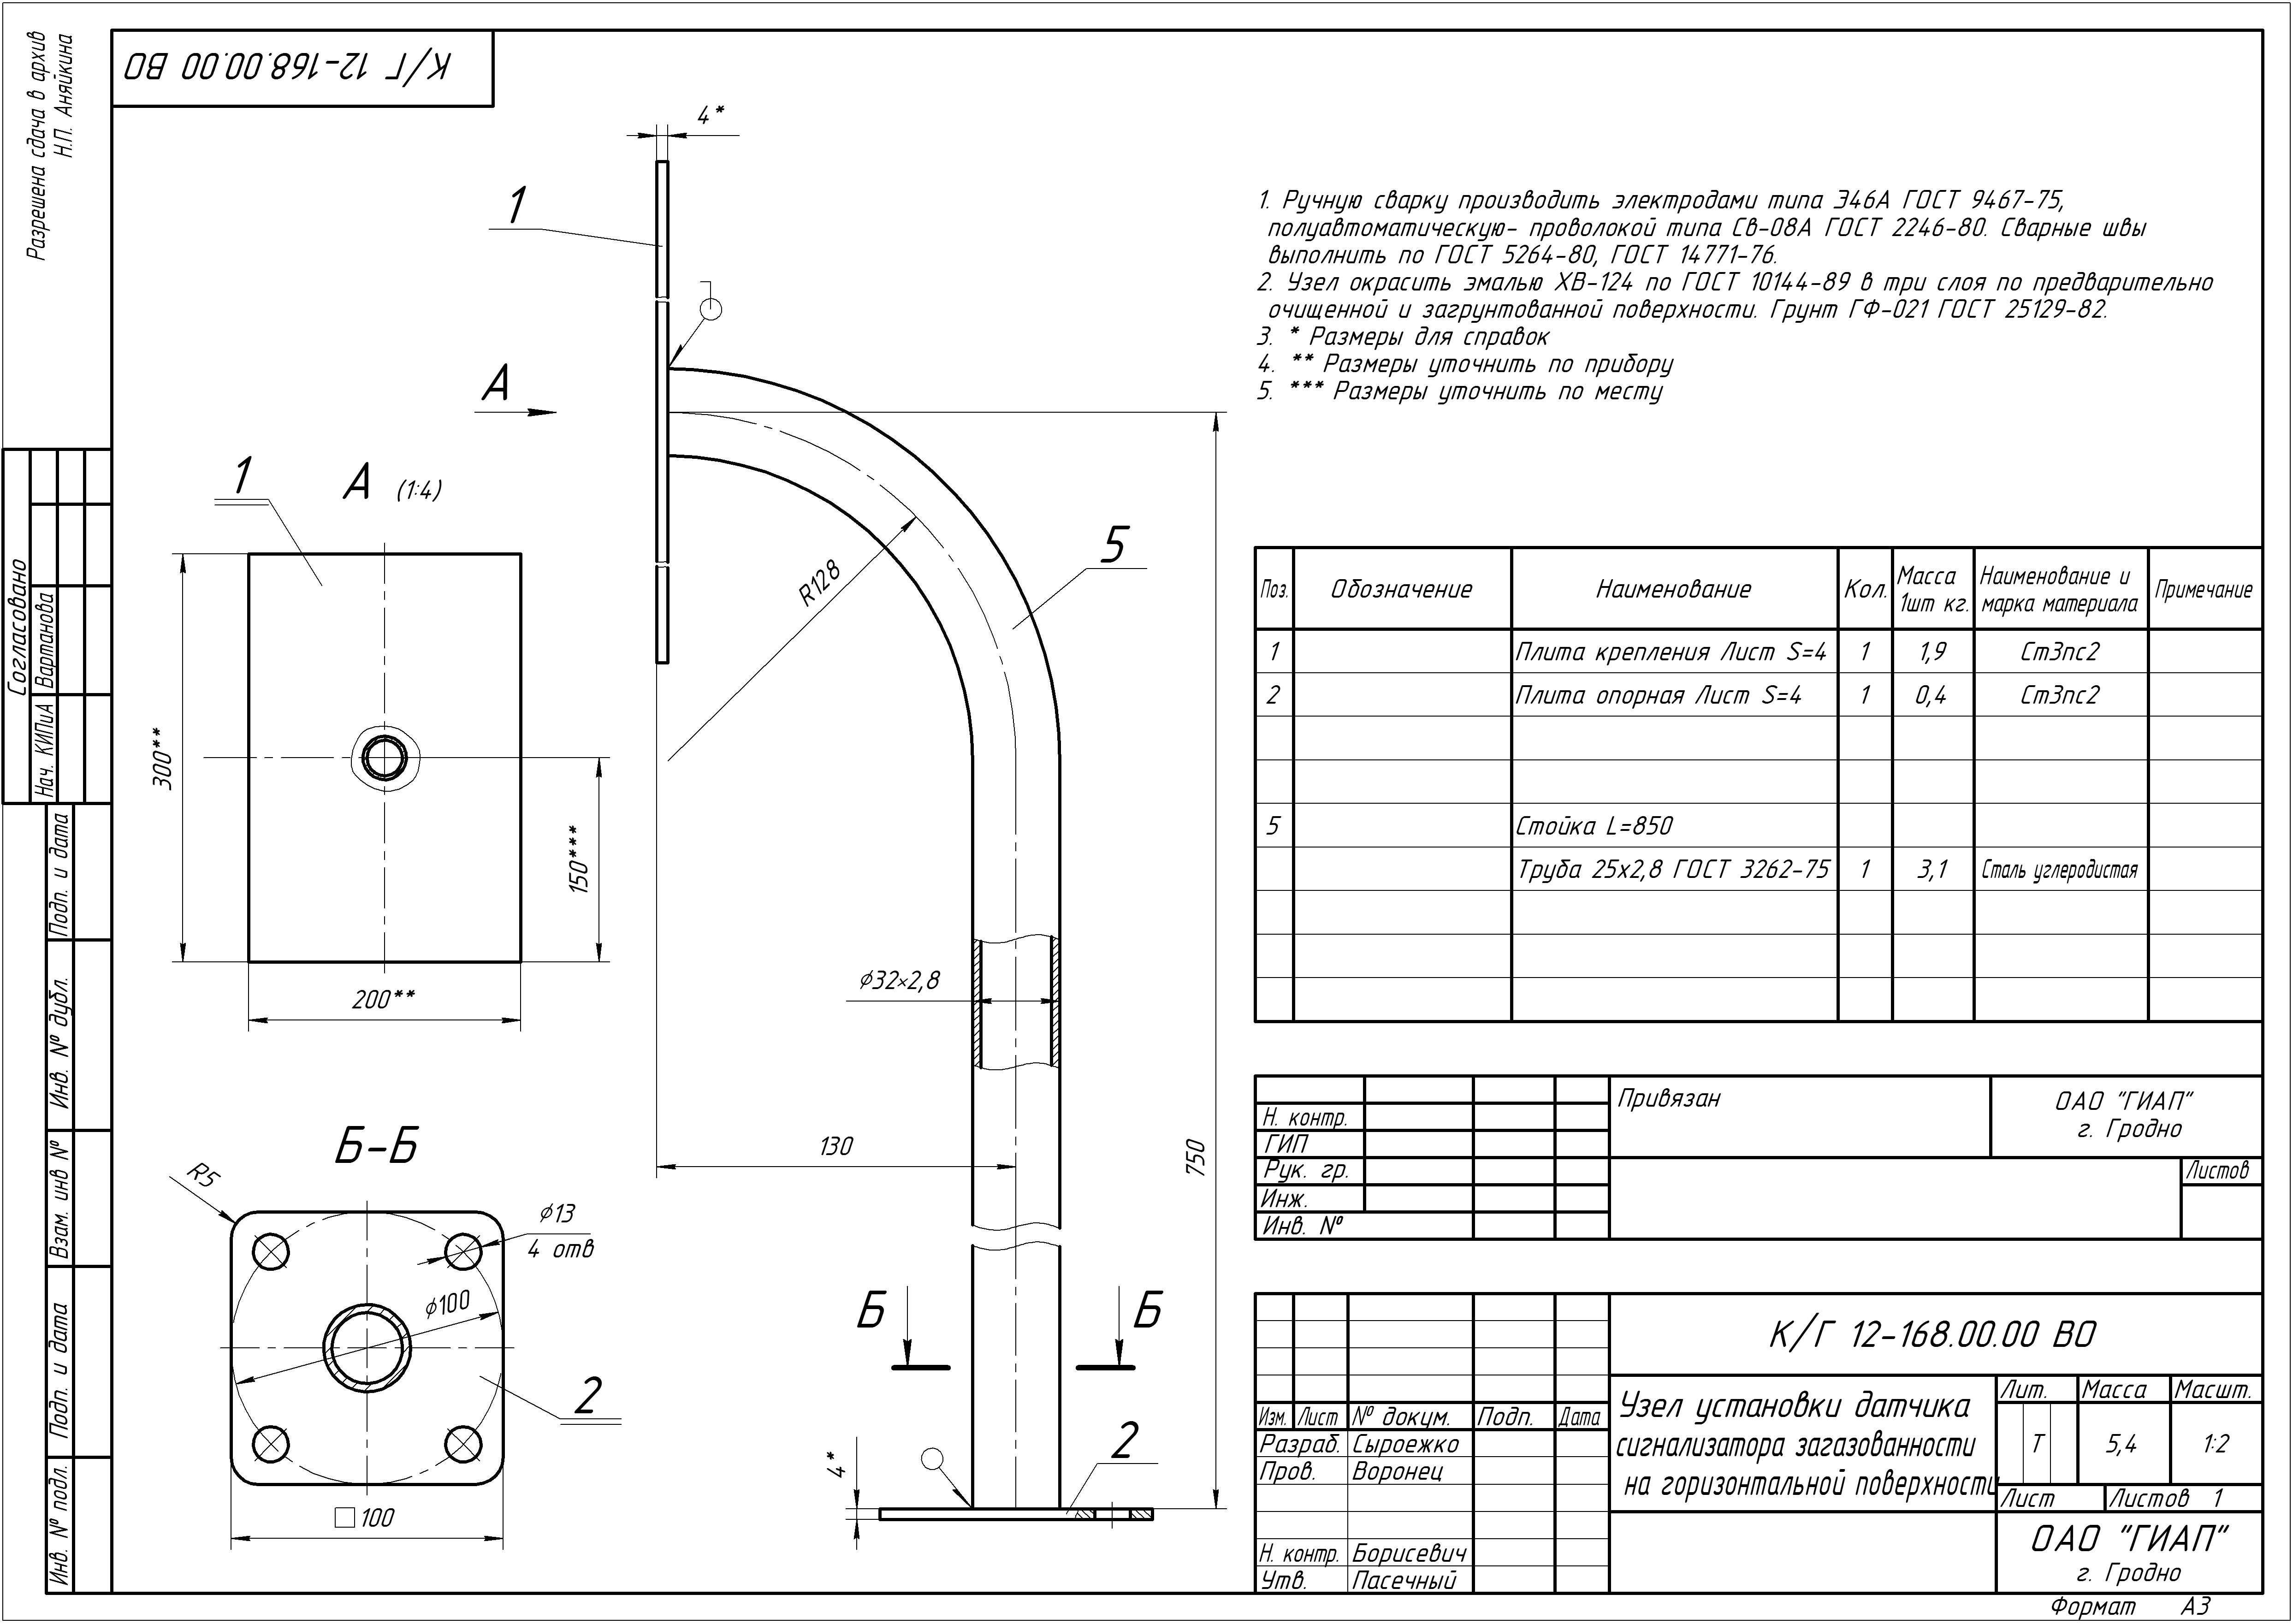 К/Г 12-168.00.00 ВО
Разрешена сдача в архив
Н.П. Аняйкина
Согласовано
Нач. КИПиА Вартанова
Подп. и дата
Инв. № дубл.
Взам. инв №
Подп. и дата
Инв. № подл.
4*
1
А
1
А (1:4)
300**
150***
200**
R128
5
⌀32×2,8
130
750
Б-Б
R5
⌀13
4 отв
⌀100
2
□100
Б
Б
4*
2
1. Ручную сварку производить электродами типа Э46А ГОСТ 9467-75,
полуавтоматическую- проволокой типа Св-08А ГОСТ 2246-80. Сварные швы
выполнить по ГОСТ 5264-80, ГОСТ 14771-76.
2. Узел окрасить эмалью ХВ-124 по ГОСТ 10144-89 в три слоя по предварительно
очищенной и загрунтованной поверхности. Грунт ГФ-021 ГОСТ 25129-82.
3. * Размеры для справок
4. ** Размеры уточнить по прибору
5. *** Размеры уточнить по месту
Поз. Обозначение Наименование Кол. Масса 1шт кг. Наименование и марка материала Примечание
1 Плита крепления Лист S=4 1 1,9 Ст3пс2
2 Плита опорная Лист S=4 1 0,4 Ст3пс2
5 Стойка L=850
Труба 25х2,8 ГОСТ 3262-75 1 3,1 Сталь углеродистая
Привязан
ОАО "ГИАП"
г. Гродно
Н. контр.
ГИП
Рук. гр.
Листов
Инж.
Инв. №
К/Г 12-168.00.00 ВО
Узел установки датчика
сигнализатора загазованности
на горизонтальной поверхности
Лит. Масса Масшт.
Т 5,4 1:2
Лист Листов 1
Изм. Лист № докум. Подп. Дата
Разраб. Сыроежко
Пров. Воронец
Н. контр. Борисевич
Утв. Пасечный
ОАО "ГИАП"
г. Гродно
Формат А3